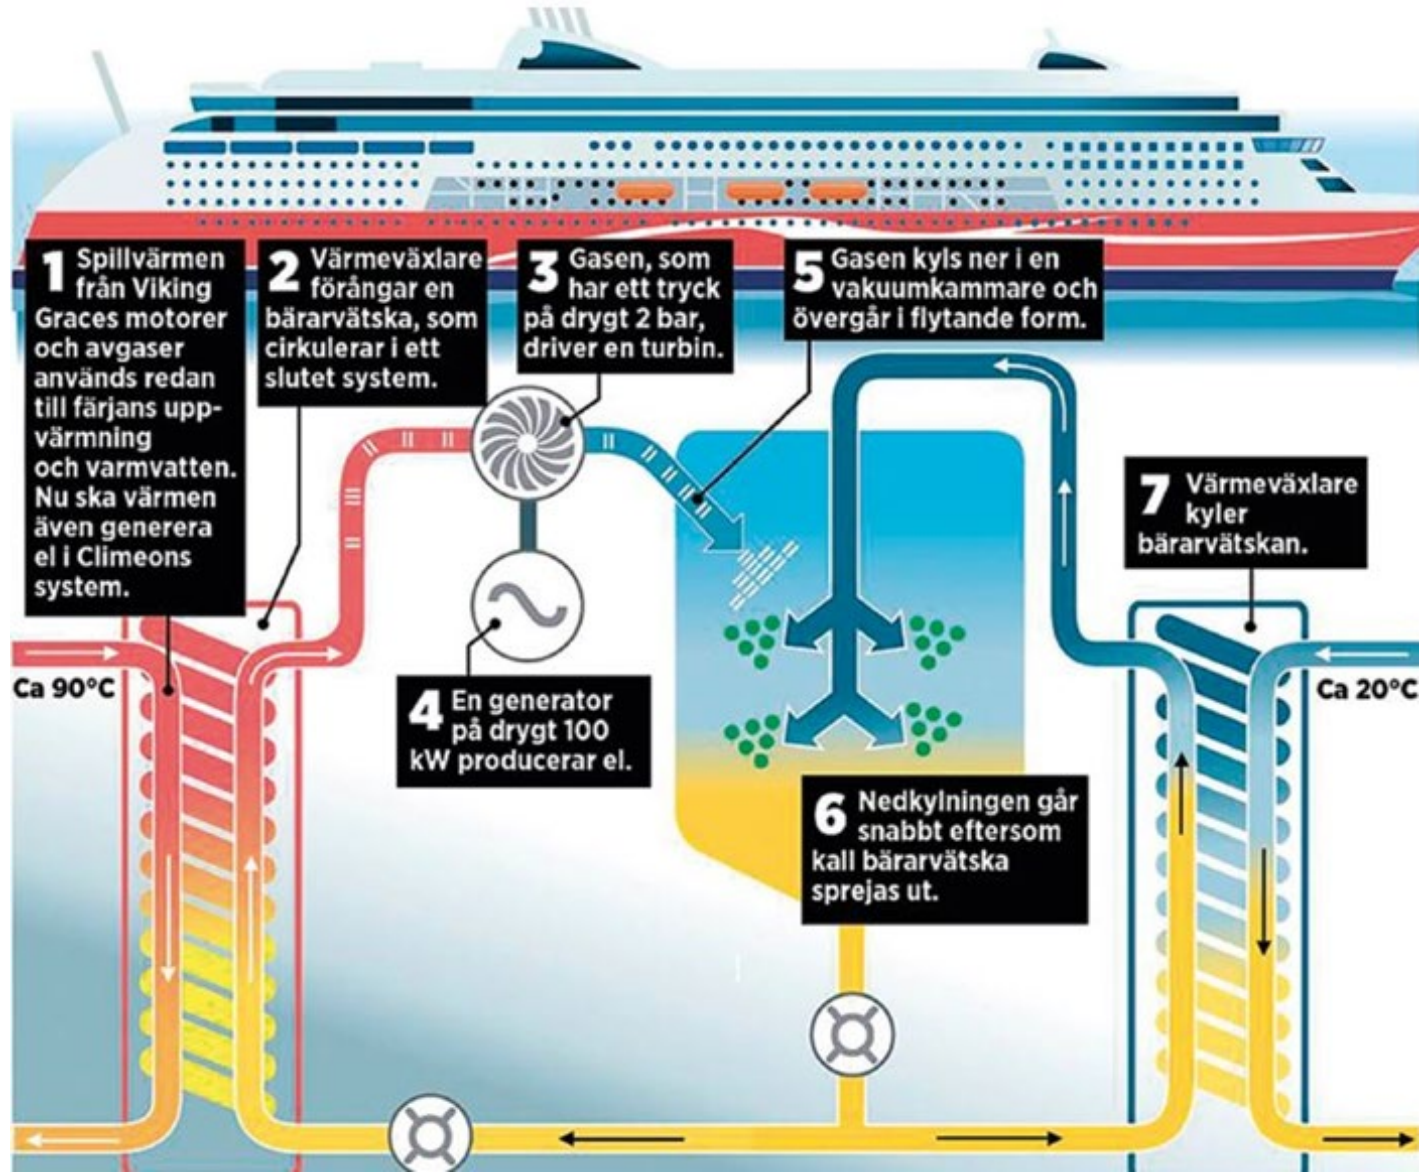 1 Spillvärmen
från Viking
Graces motorer
och avgaser
används redan
till färjans upp-
värmning
och varmvatten.
Nu ska värmen
även generera
el i Climeons
system.
2 Värmeväxlare
förångar en
bärarvätska, som
cirkulerar i ett
slutet system.
3 Gasen, som
har ett tryck
på drygt 2 bar,
driver en turbin.
5 Gasen kyls ner i en
vakuumkammare och
övergår i flytande form.
7 Värmeväxlare
kyler
bärarvätskan.
Ca 90°C
Ca 20°C
4 En generator
på drygt 100
kW producerar el.
6 Nedkylningen går
snabbt eftersom
kall bärarvätska
sprejas ut.